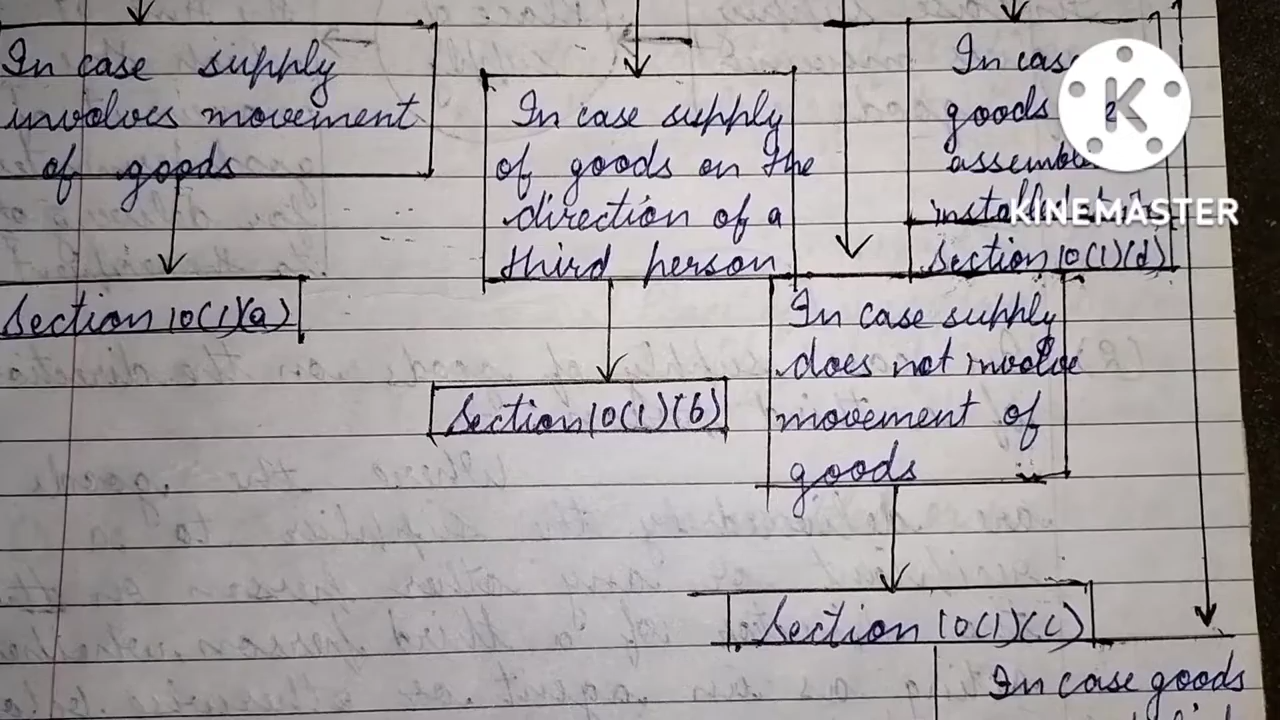 In case supply
involves movement
of goods
Section 10(1)(a)
In case supply
of goods on the
direction of a
third person
Section 10(1)(b)
In case supply
does not involve
movement of
goods
Section 10(1)(c)
In case
goods
Section 10(1)(d)
In case goods
K
KINEMASTER